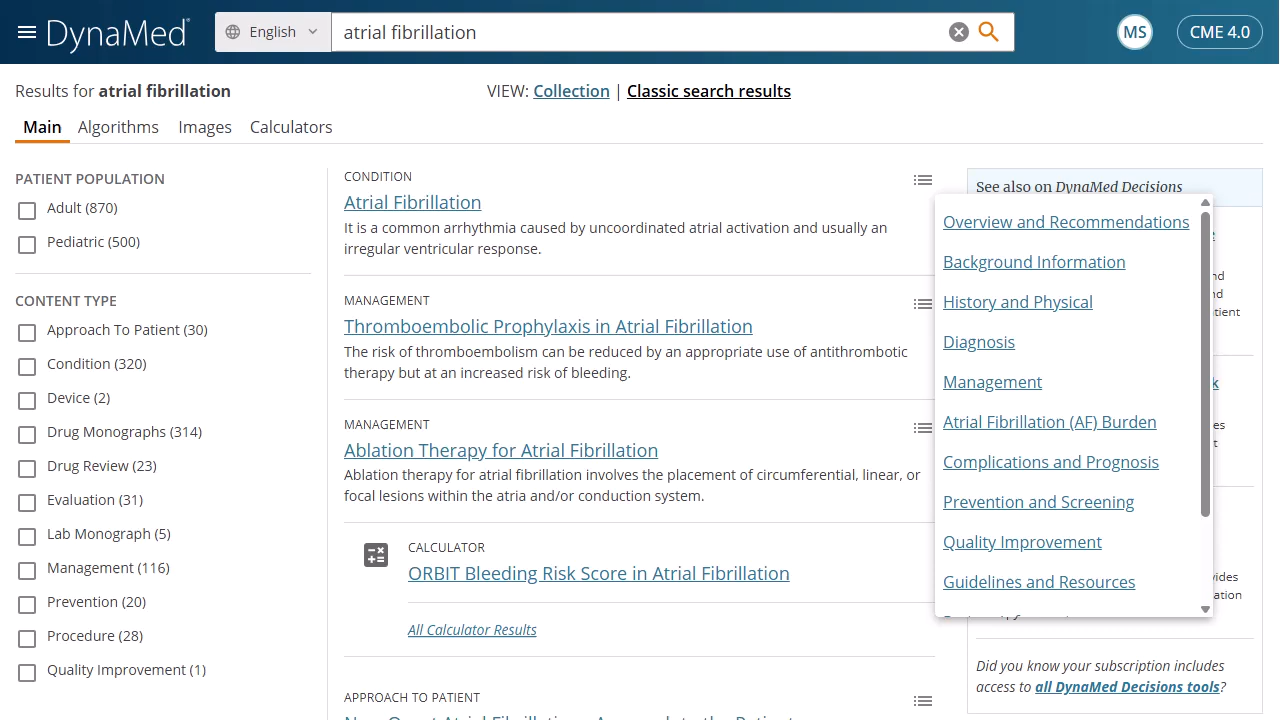 DynaMed®
English
atrial fibrillation
MS
CME 4.0
Results for atrial fibrillation
VIEW: Collection | Classic search results
Main
Algorithms
Images
Calculators
PATIENT POPULATION
Adult (870)
Pediatric (500)
CONTENT TYPE
Approach To Patient (30)
Condition (320)
Device (2)
Drug Monographs (314)
Drug Review (23)
Evaluation (31)
Lab Monograph (5)
Management (116)
Prevention (20)
Procedure (28)
Quality Improvement (1)
CONDITION
Atrial Fibrillation
It is a common arrhythmia caused by uncoordinated atrial activation and usually an
irregular ventricular response.
MANAGEMENT
Thromboembolic Prophylaxis in Atrial Fibrillation
The risk of thromboembolism can be reduced by an appropriate use of antithrombotic
therapy but at an increased risk of bleeding.
MANAGEMENT
Ablation Therapy for Atrial Fibrillation
Ablation therapy for atrial fibrillation involves the placement of circumferential, linear, or
focal lesions within the atria and/or conduction system.
CALCULATOR
ORBIT Bleeding Risk Score in Atrial Fibrillation
All Calculator Results
APPROACH TO PATIENT
See also on DynaMed Decisions
Overview and Recommendations
Background Information
History and Physical
Diagnosis
Management
Atrial Fibrillation (AF) Burden
Complications and Prognosis
Prevention and Screening
Quality Improvement
Guidelines and Resources
Did you know your subscription includes
access to all DynaMed Decisions tools?